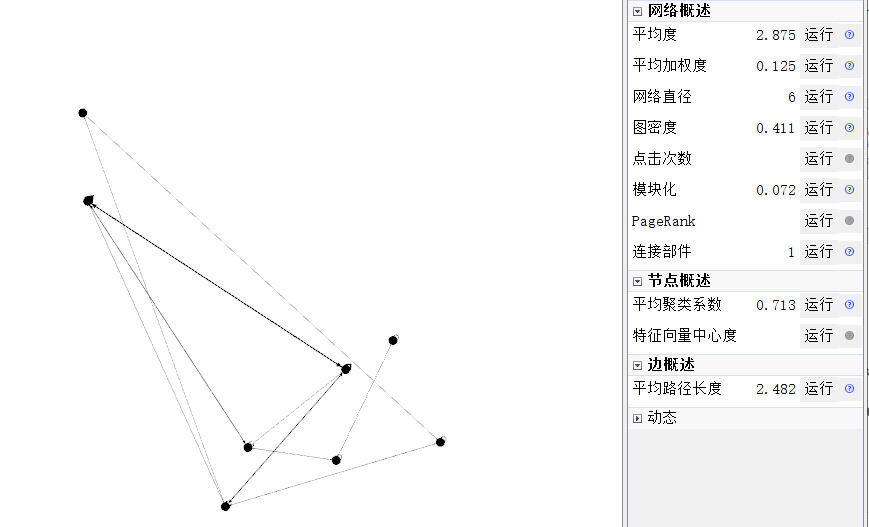 网络概述
平均度 2.875 运行
平均加权度 0.125 运行
网络直径 6 运行
图密度 0.411 运行
点击次数 运行
模块化 0.072 运行
PageRank 运行
连接部件 1 运行
节点概述
平均聚类系数 0.713 运行
特征向量中心度 运行
边概述
平均路径长度 2.482 运行
动态